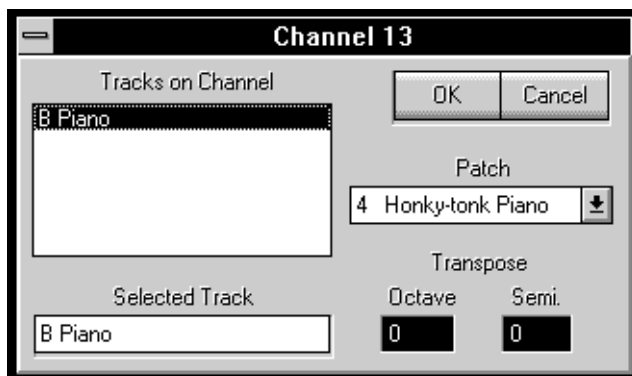 Channel 13
Tracks on Channel
B Piano
OK
Cancel
Patch
4 Honky-tonk Piano
Transpose
Octave
Semi.
0
0
Selected Track
B Piano